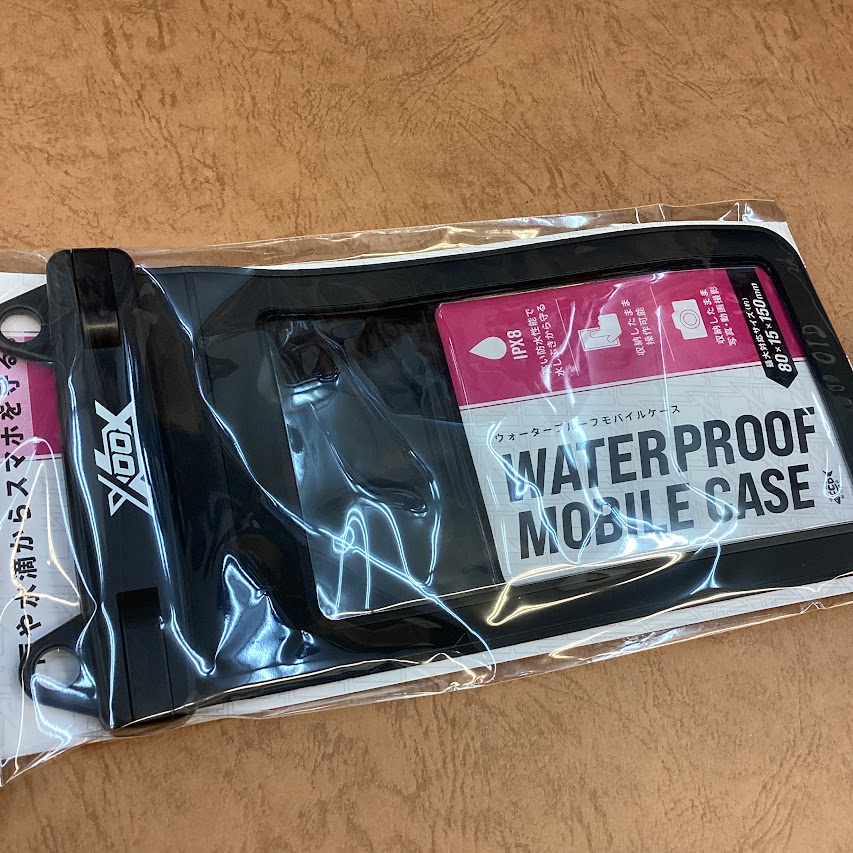 スマホを守る
や水滴から
XOOX
IPX8
い防水性能で
水しぶきから守る
収納したまま
操作可能
収納したまま
写真/動画撮影
最大対応サイズ(約)
80×15×150mm
ウォータープルーフモバイルケース
WATERPROOF
MOBILE CASE